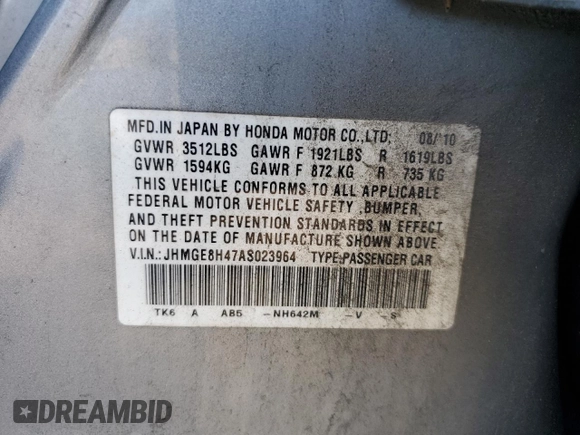 MFD.IN JAPAN BY HONDA MOTOR CO.,LTD: 08/10
GVWR 3512LBS GAWR F 1921LBS R 1619LBS
GVWR 1594KG GAWR F 872 KG R 735 KG
THIS VEHICLE CONFORMS TO ALL APPLICABLE
FEDERAL MOTOR VEHICLE SAFETY ,BUMPER,
AND THEFT PREVENTION STANDARDS IN EFFECT
ON THE DATE OF MANUFACTURE SHOWN ABOVE.
V.I.N.:JHMGE8H47AS023964 TYPE:PASSENGER CAR
TK6 A AB5 -NH642M -V -S
DREAMBID